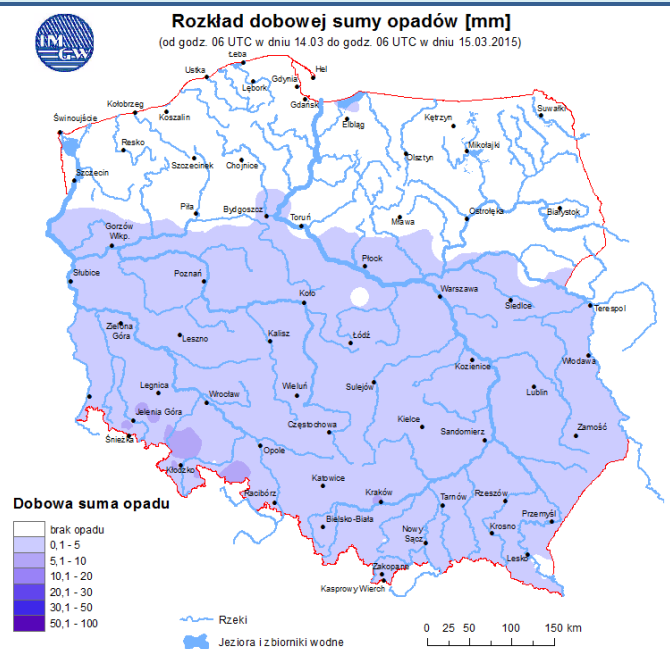 IM
GW
Rozkład dobowej sumy opadów [mm]
(od godz. 06 UTC w dniu 14.03 do godz. 06 UTC w dniu 15.03.2015)
Łeba
Ustka
Hel
Lębork
Gdynia
Gdańsk
Kołobrzeg
Koszalin
Suwałki
Świnoujście
Elbląg
Kętrzyn
Resko
Mikołajki
Olsztyn
Szczecinek
Chojnice
Szczecin
Piła
Bydgoszcz
Toruń
Mława
Ostrołęka
Białystok
Gorzów
Wlkp.
Płock
Słubice
Poznań
Koło
Warszawa
Siedlce
Terespol
Zielona
Góra
Leszno
Kalisz
Łódź
Kozienice
Włodawa
Legnica
Wrocław
Wieluń
Sulejów
Lublin
Jelenia Góra
Częstochowa
Kielce
Sandomierz
Zamość
Śnieżka
Opole
Kłodzko
Katowice
Racibórz
Kraków
Tarnów
Rzeszów
Bielsko-Biała
Przemyśl
Nowy
Sącz
Krosno
Lesko
Zakopane
Kasprowy Wierch
Dobowa suma opadu
brak opadu
0,1 - 5
5,1 - 10
10,1 - 20
20,1 - 30
30,1 - 50
50,1 - 100
Rzeki
Jeziora i zbiorniki wodne
0 25 50 100 150 km